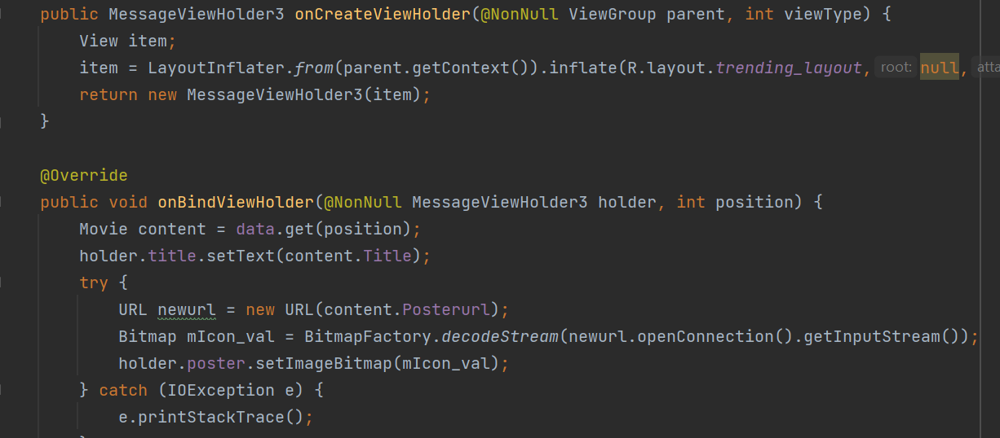 public MessageViewHolder3 onCreateViewHolder(@NonNull ViewGroup parent, int viewType) {
View item;
item = LayoutInflater.from(parent.getContext()).inflate(R.layout.trending_layout, root: null, atta
return new MessageViewHolder3(item);
}
@Override
public void onBindViewHolder(@NonNull MessageViewHolder3 holder, int position) {
Movie content = data.get(position);
holder.title.setText(content.Title);
try {
URL newurl = new URL(content.Posterurl);
Bitmap mIcon_val = BitmapFactory.decodeStream(newurl.openConnection().getInputStream());
holder.poster.setImageBitmap(mIcon_val);
} catch (IOException e) {
e.printStackTrace();
}